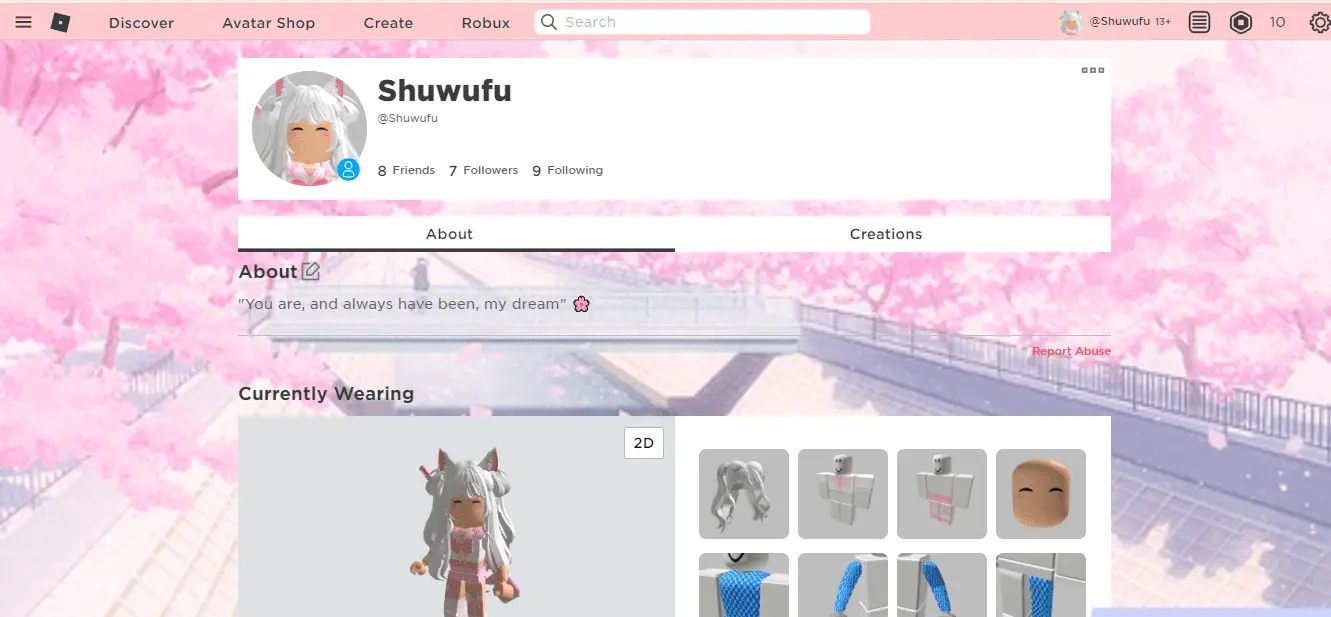 Discover Avatar Shop Create Robux Search @Shuwufu 13+ 10
Shuwufu
@Shuwufu
8 Friends 7 Followers 9 Following
About Creations
About
"You are, and always have been, my dream" 🌸
Report Abuse
Currently Wearing
2D